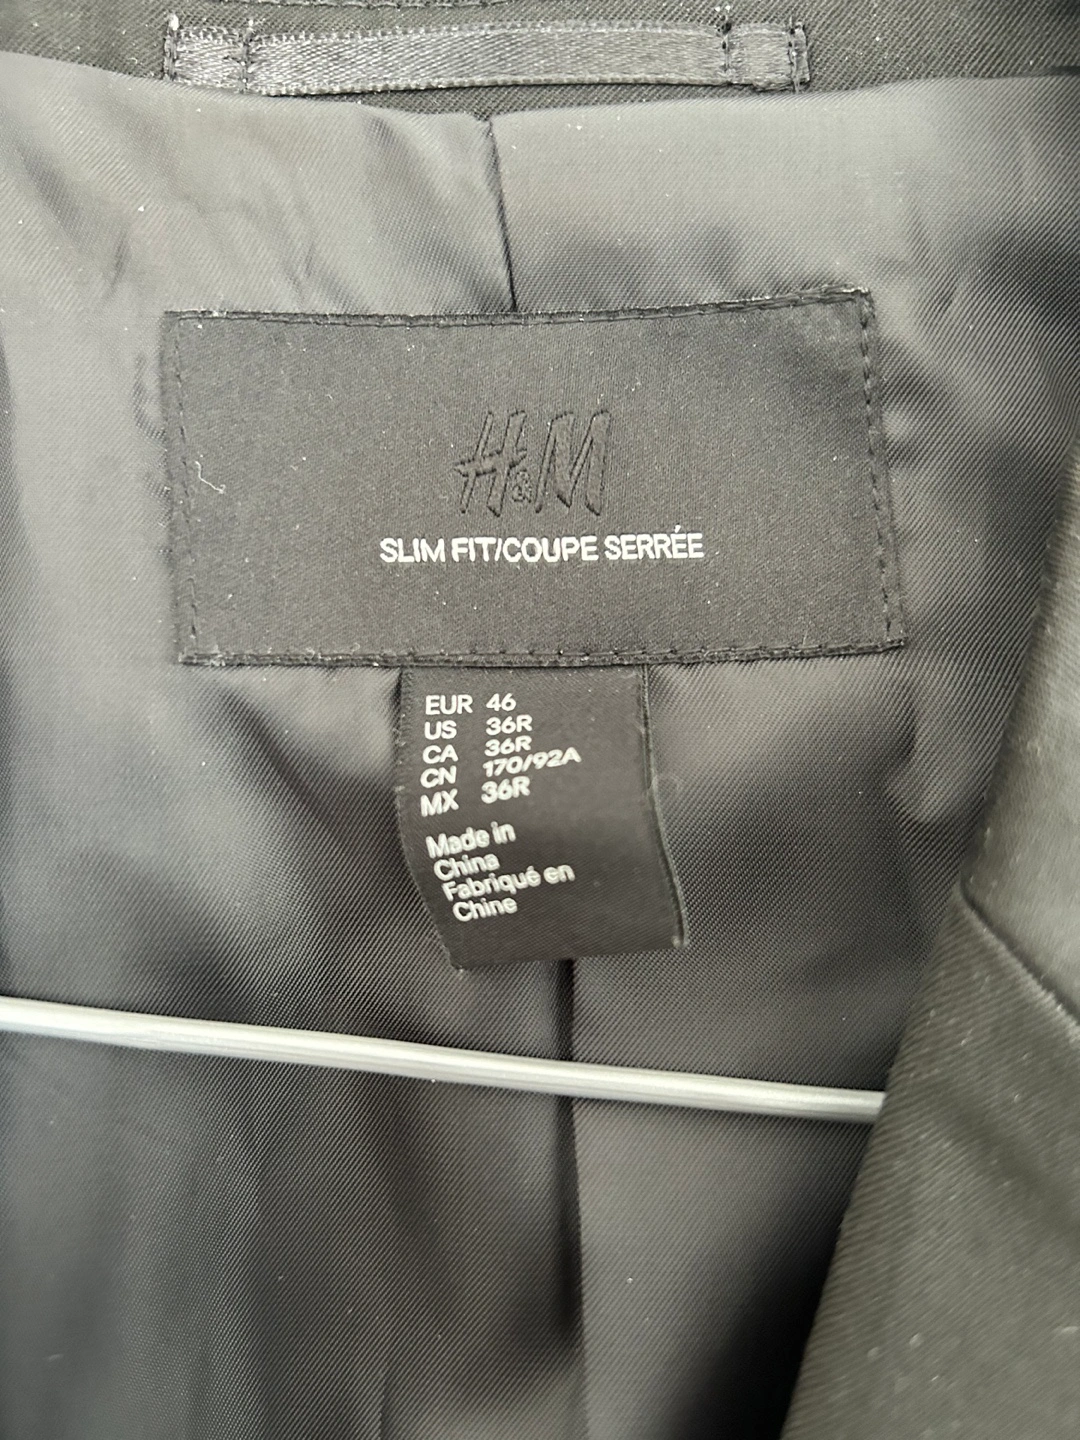 H&M
SLIM FIT/COUPE SERRÉE
EUR 46
US 36R
CA 36R
CN 170/92A
MX 36R
Made in
China
Fabriqué en
Chine